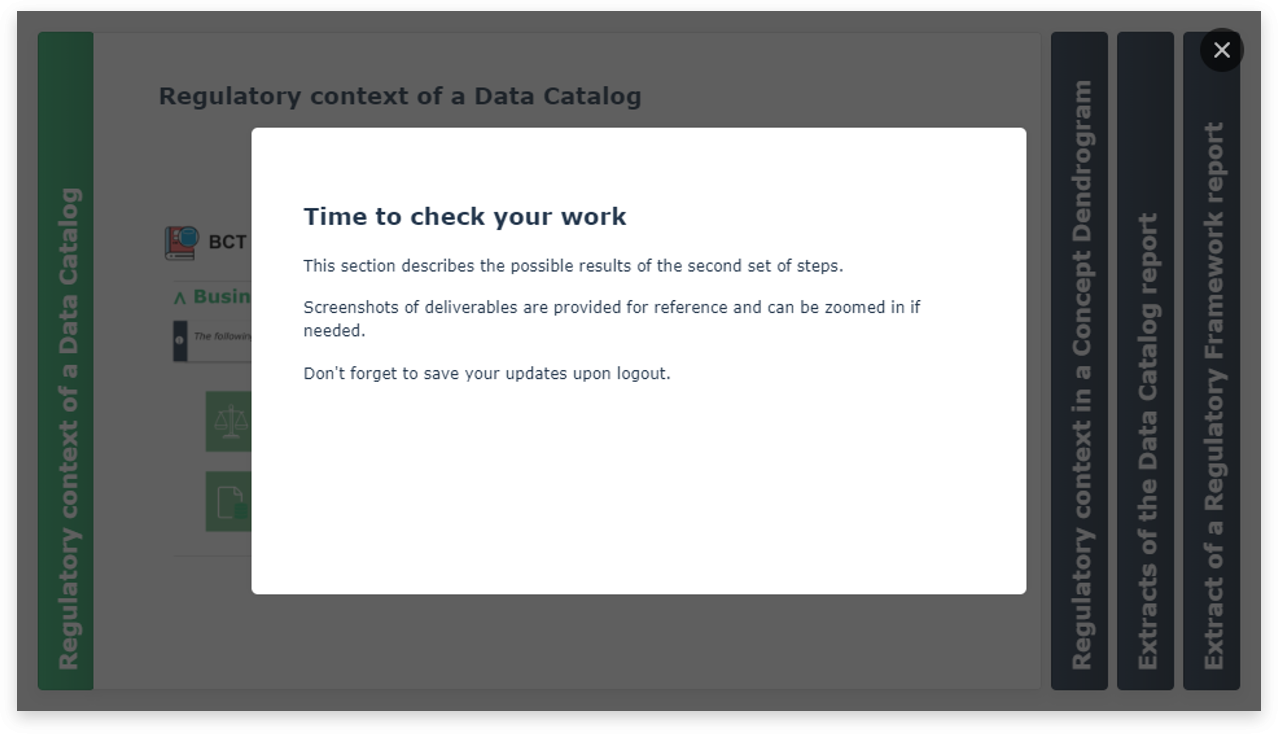 Regulatory context of a Data Catalog
Regulatory context of a Data Catalog
BCT
Busin
The following
Time to check your work
This section describes the possible results of the second set of steps.
Screenshots of deliverables are provided for reference and can be zoomed in if
needed.
Don't forget to save your updates upon logout.
Regulatory context in a Concept Dendrogram
Extracts of the Data Catalog report
Extract of a Regulatory Framework report